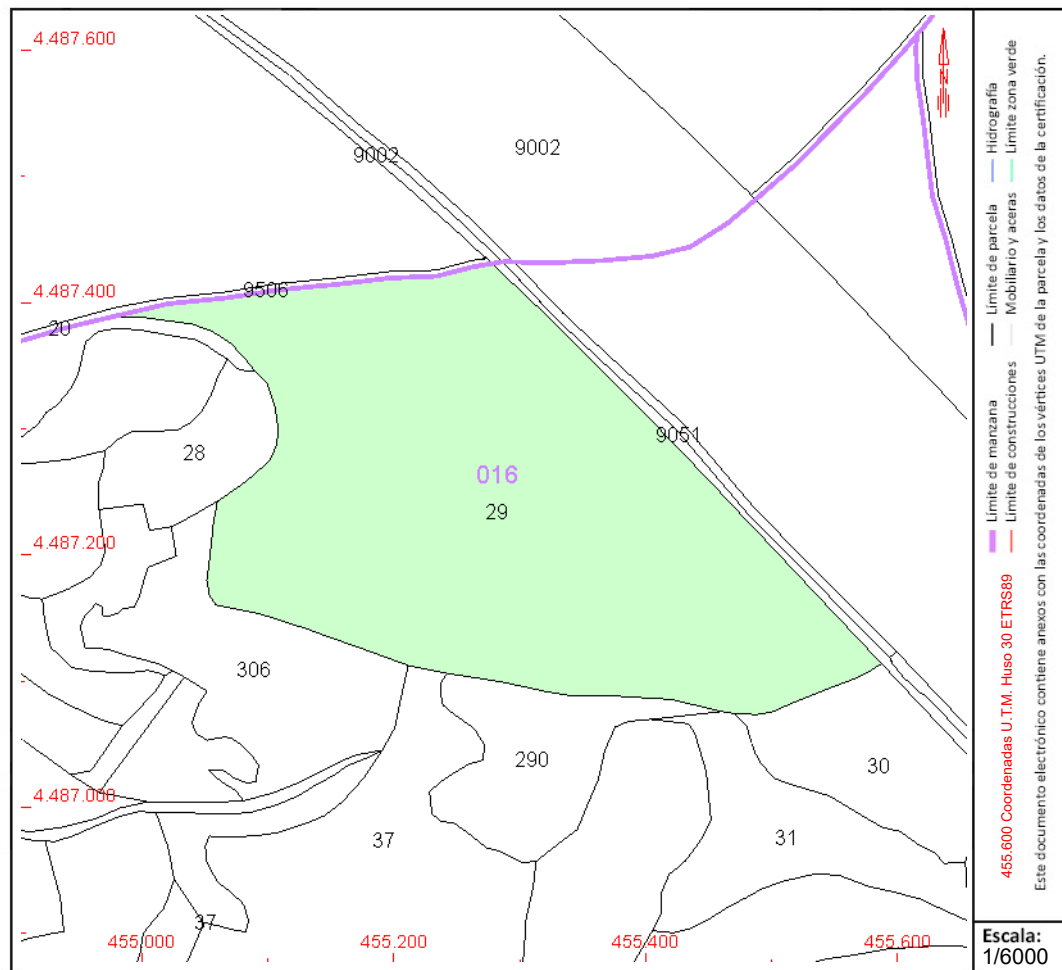 4.487.600
9002
9002
4.487.400
9506
20
9051
28
016
29
4.487.200
306
290
30
4.487.000
37
31
37
455.000
455.200
455.400
455.600
N
Límite de manzana
Límite de parcela
Hidrografía
Límite de construcciones
Mobiliario y aceras
Límite zona verde
455.600 Coordenadas U.T.M. Huso 30 ETRS89
Este documento electrónico contiene anexos con las coordenadas de los vértices UTM de la parcela y los datos de la certificación.
Escala:
1/6000